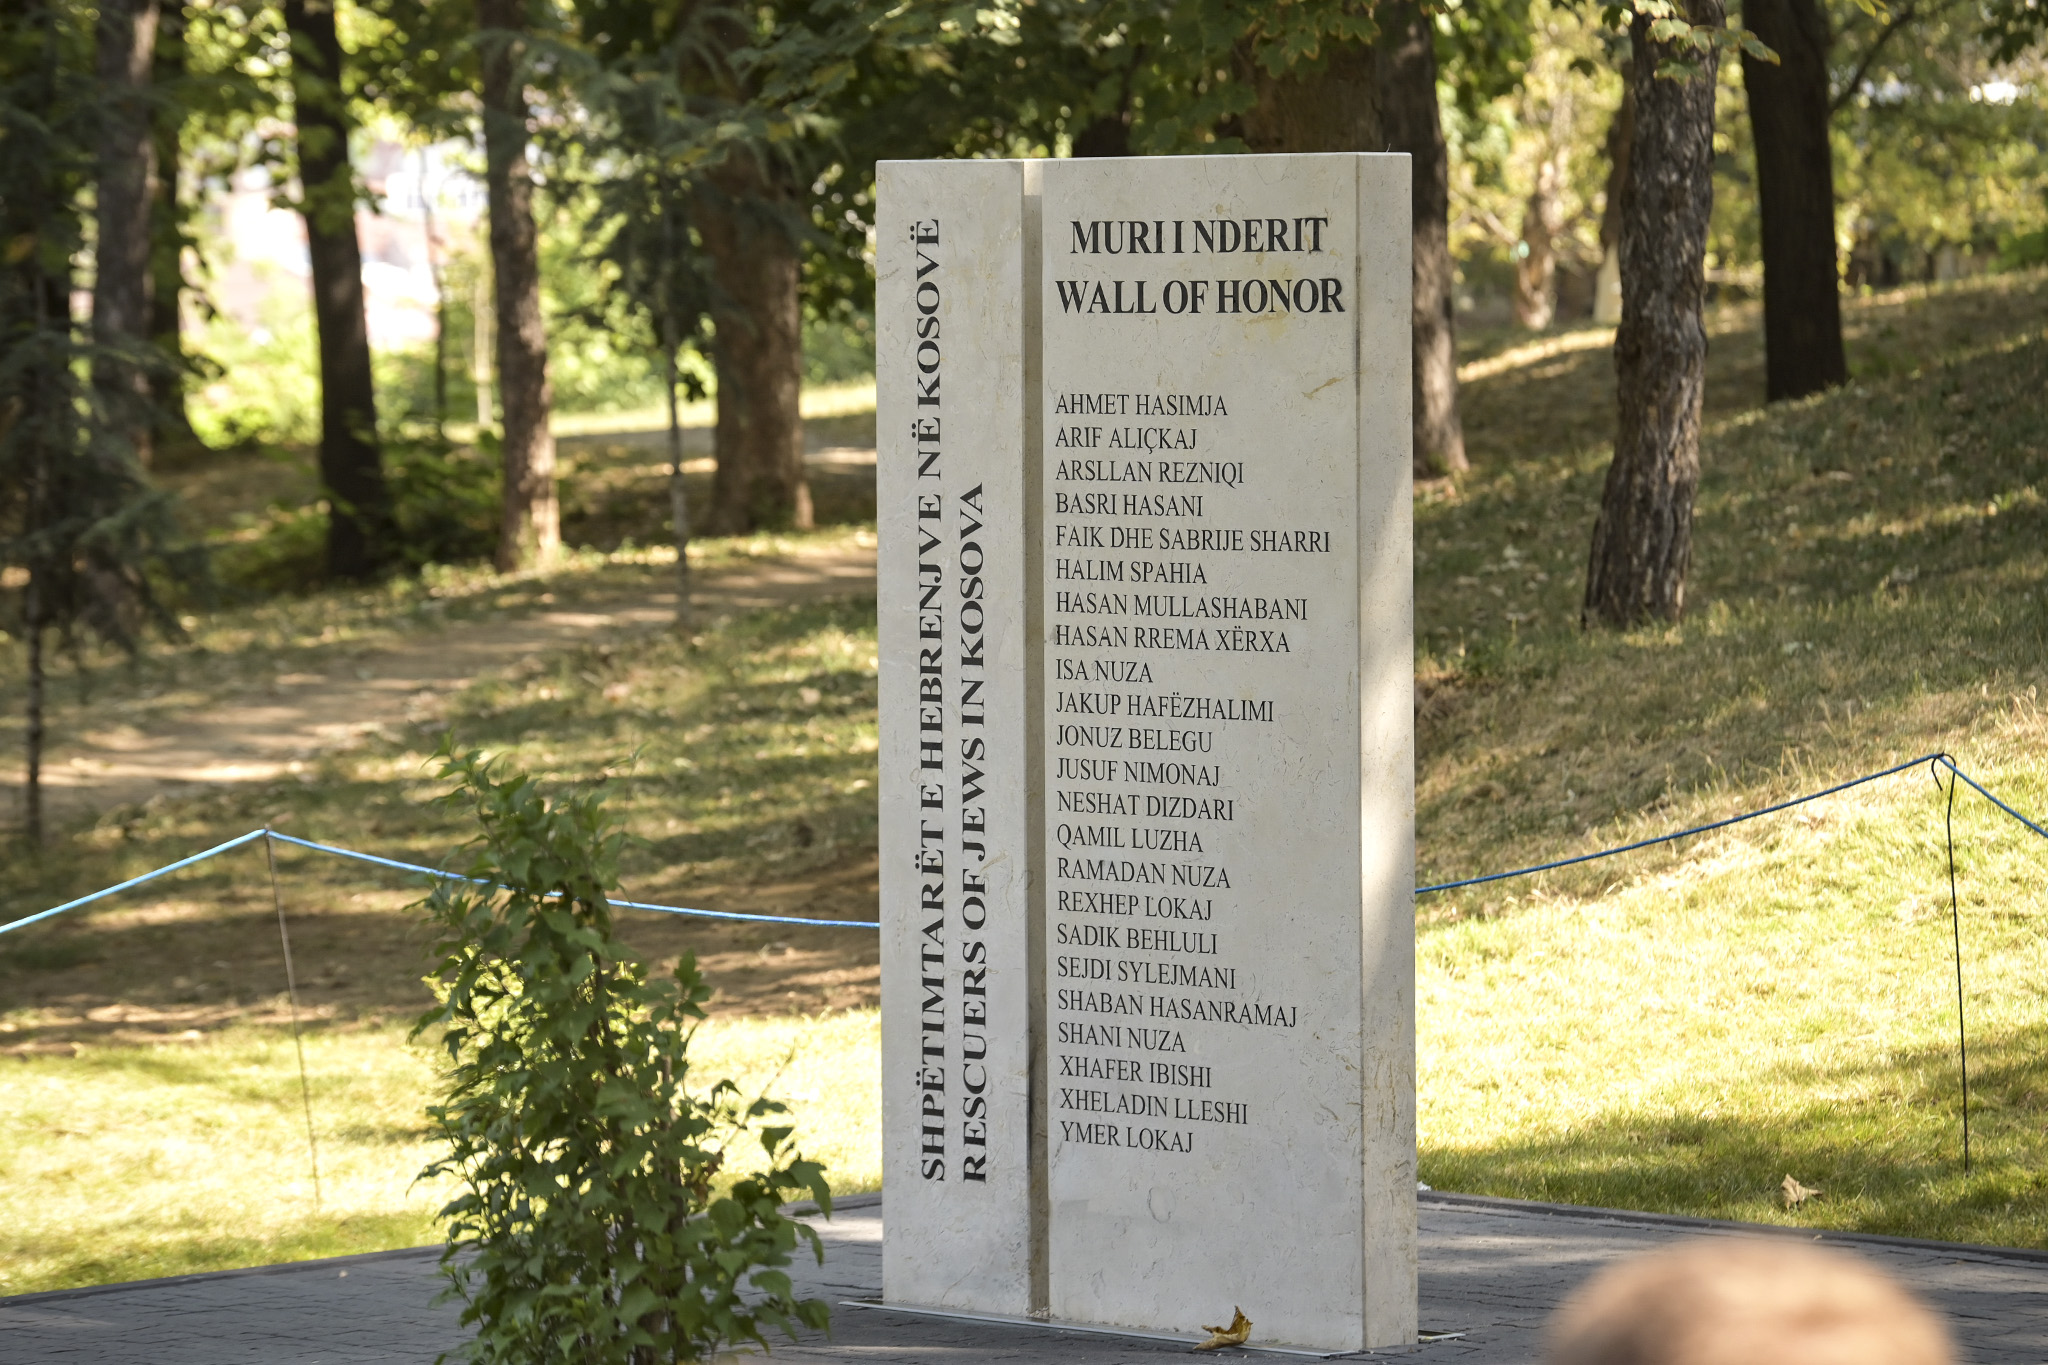 SHPËTIMTARËT E HEBRENJVE NË KOSOVË
RESCUERS OF JEWS IN KOSOVA
MURI I NDERIT
WALL OF HONOR
AHMET HASIMJA
ARIF ALIÇKAJ
ARSLLAN REZNIQI
BASRI HASANI
FAIK DHE SABRIJE SHARRI
HALIM SPAHIA
HASAN MULLASHABANI
HASAN RREMA XËRXA
ISA NUZA
JAKUP HAFËZHALIMI
JONUZ BELEGU
JUSUF NIMONAJ
NESHAT DIZDARI
QAMIL LUZHA
RAMADAN NUZA
REXHEP LOKAJ
SADIK BEHLULI
SEJDI SYLEJMANI
SHABAN HASANRAMAJ
SHANI NUZA
XHAFER IBISHI
XHELADIN LLESHI
YMER LOKAJ